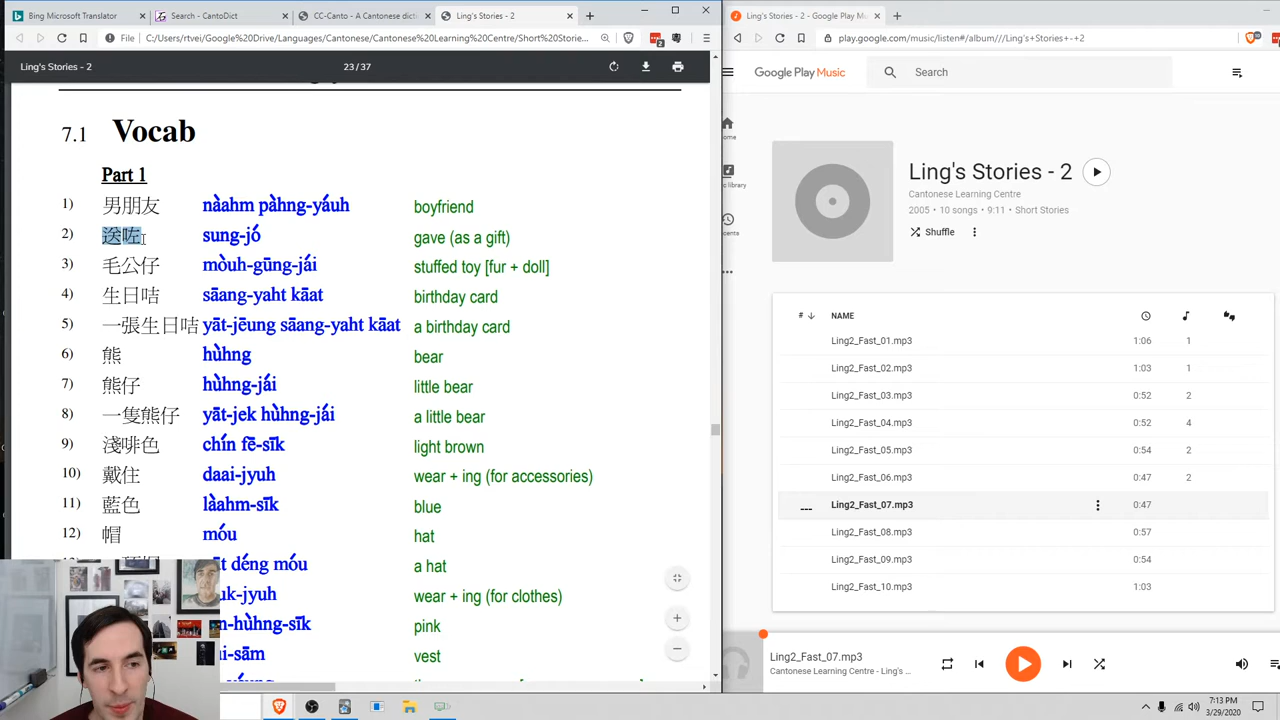 Bing Microsoft Translator
Search - CantoDict
CC-Canto - A Cantonese dict
Ling's Stories - 2
File C:/Users/rtvei/Google%20Drive/Languages/Cantonese/Cantonese%20Learning%20Centre/Short%20Storie...
Ling's Stories - 2
23/37
7.1 Vocab
Part 1
1) 男朋友 nàahm pàhng-yáuh boyfriend
2) 送咗 sung-jó gave (as a gift)
3) 毛公仔 mòuh-gūng-jái stuffed toy [fur + doll]
4) 生日咭 sāang-yaht kāat birthday card
5) 一張生日咭 yāt-jēung sāang-yaht kāat a birthday card
6) 熊 hùhng bear
7) 熊仔 hùhng-jái little bear
8) 一隻熊仔 yāt-jek hùhng-jái a little bear
9) 淺啡色 chín fē-sīk light brown
10) 戴住 daai-jyuh wear + ing (for accessories)
11) 藍色 làahm-sīk blue
12) 帽 móu hat
déng móu a hat
uk-jyuh wear + ing (for clothes)
n-hùhng-sīk pink
i-sām vest
Ling's Stories - 2 - Google Play Mus
play.google.com/music/listen#/album///Ling's+Stories+-+2
Google Play Music
Search
ome
ic library
cents
Ling's Stories - 2
Cantonese Learning Centre
2005 • 10 songs • 9:11 • Short Stories
Shuffle
# NAME
Ling2_Fast_01.mp3 1:06 1
Ling2_Fast_02.mp3 1:03 1
Ling2_Fast_03.mp3 0:52 2
Ling2_Fast_04.mp3 0:52 4
Ling2_Fast_05.mp3 0:54 2
Ling2_Fast_06.mp3 0:47 2
Ling2_Fast_07.mp3 0:47
Ling2_Fast_08.mp3 0:57
Ling2_Fast_09.mp3 0:54
Ling2_Fast_10.mp3 1:03
Ling2_Fast_07.mp3
Cantonese Learning Centre - Ling's ...
7:13 PM
3/29/2020